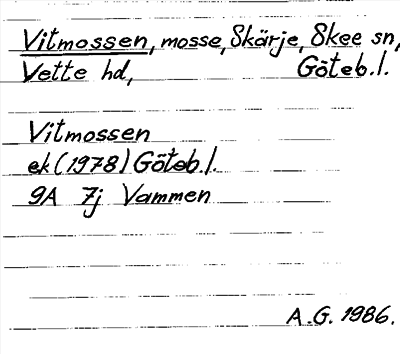 Vitmossen, mosse, Skärje, Skee sn,
Vette hd, Göteb.l.
Vitmossen
ek (1978) Göteb.l.
9A 7j Vammen
A.G. 1986.